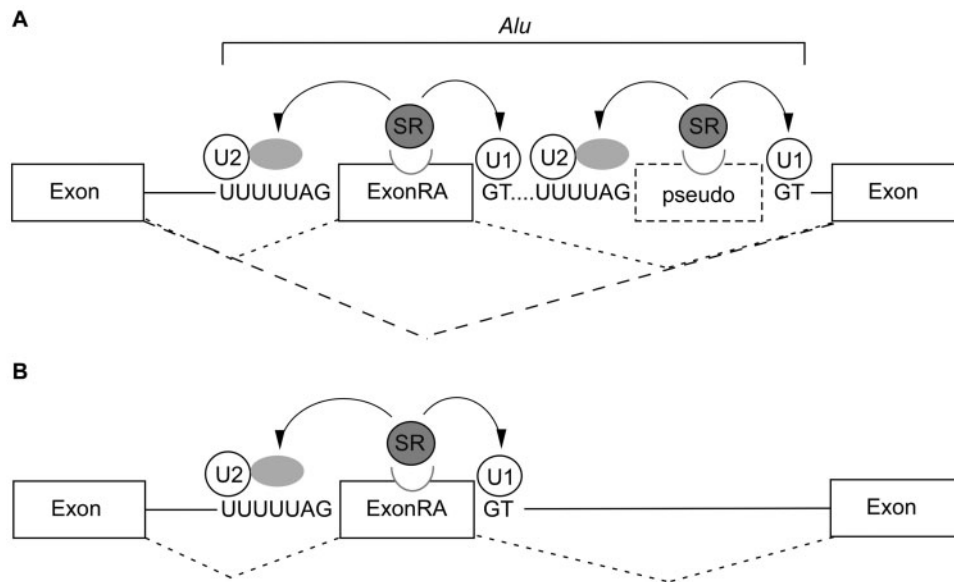 A
Alu
SR SR
U2 U1 U2 U1
Exon UUUUUAG ExonRA GT....UUUUAG pseudo GT Exon
B
SR
U2 U1
Exon UUUUUAG ExonRA GT Exon